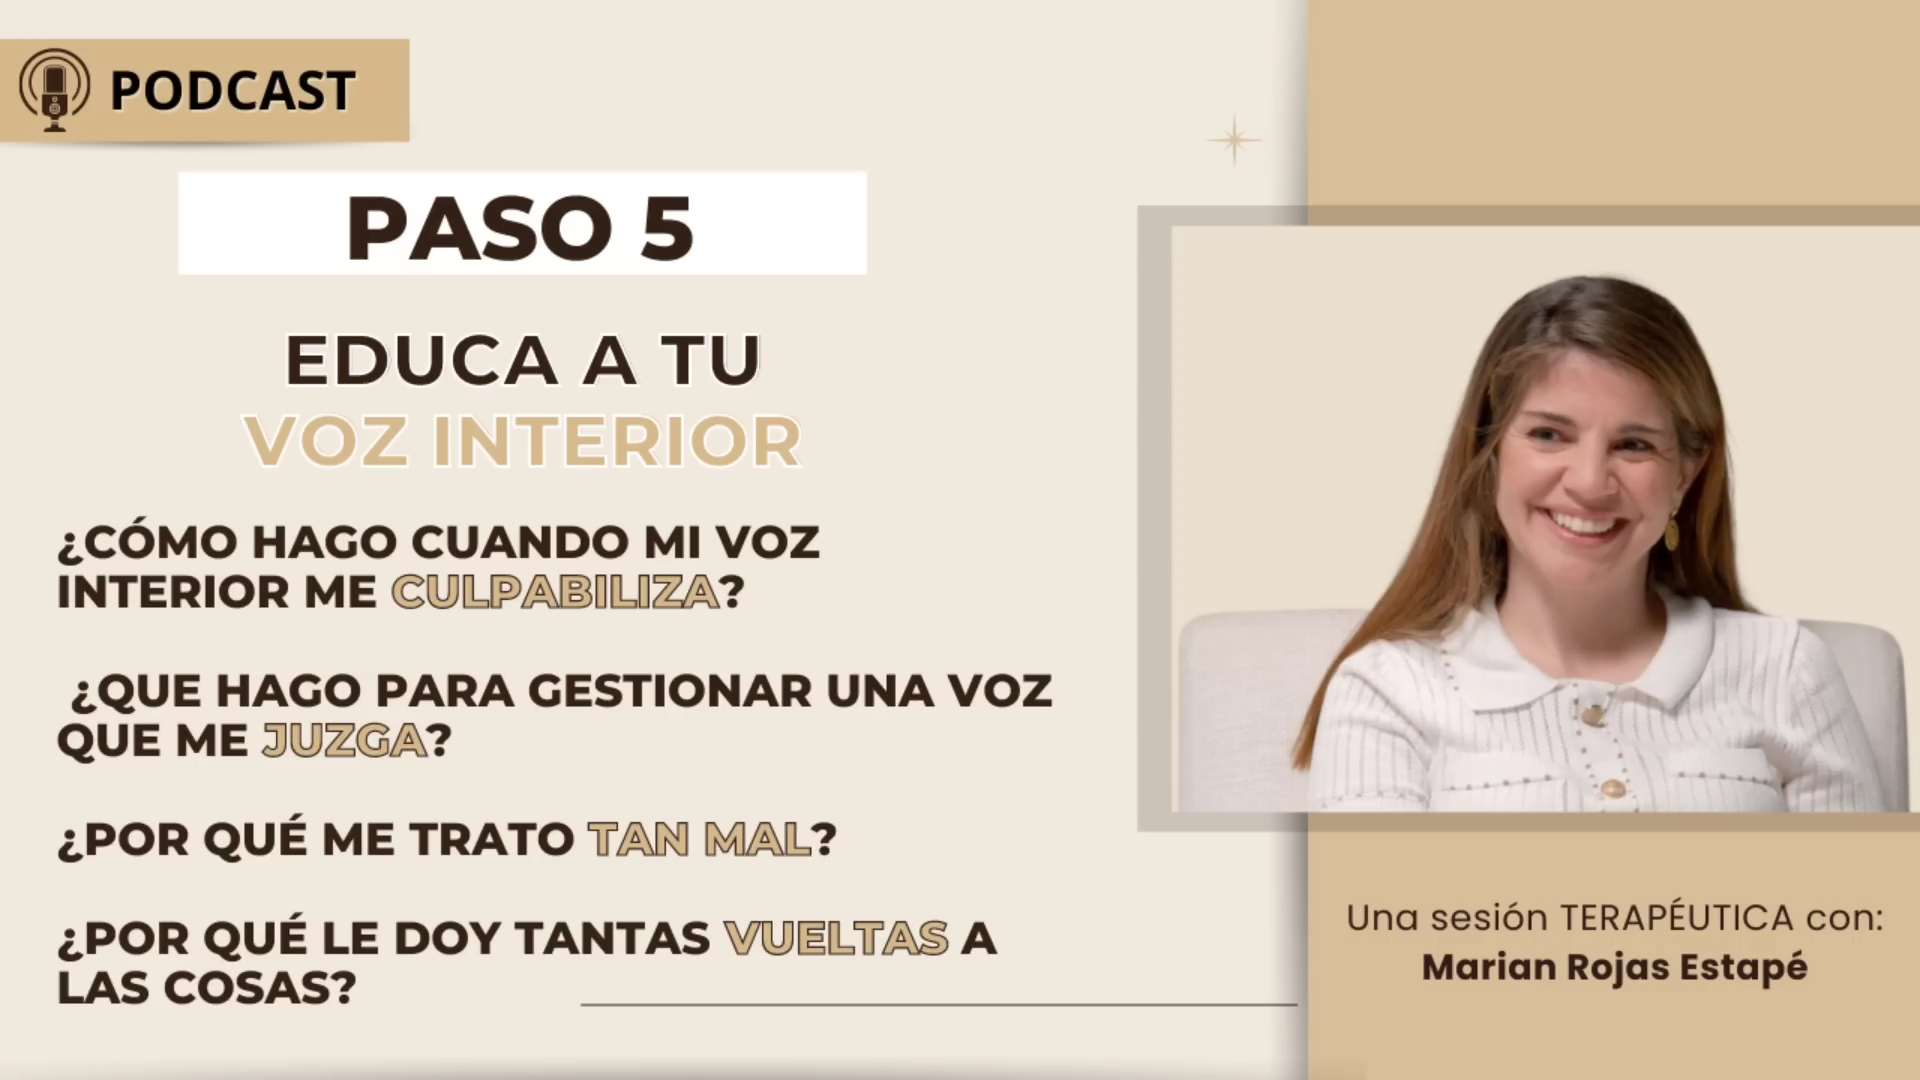 PODCAST
PASO 5
EDUCA A TU
VOZ INTERIOR
¿CÓMO HAGO CUANDO MI VOZ
INTERIOR ME CULPABILIZA?
¿QUE HAGO PARA GESTIONAR UNA VOZ
QUE ME JUZGA?
¿POR QUÉ ME TRATO TAN MAL?
¿POR QUÉ LE DOY TANTAS VUELTAS A
LAS COSAS?
Una sesión TERAPÉUTICA con:
Marian Rojas Estapé